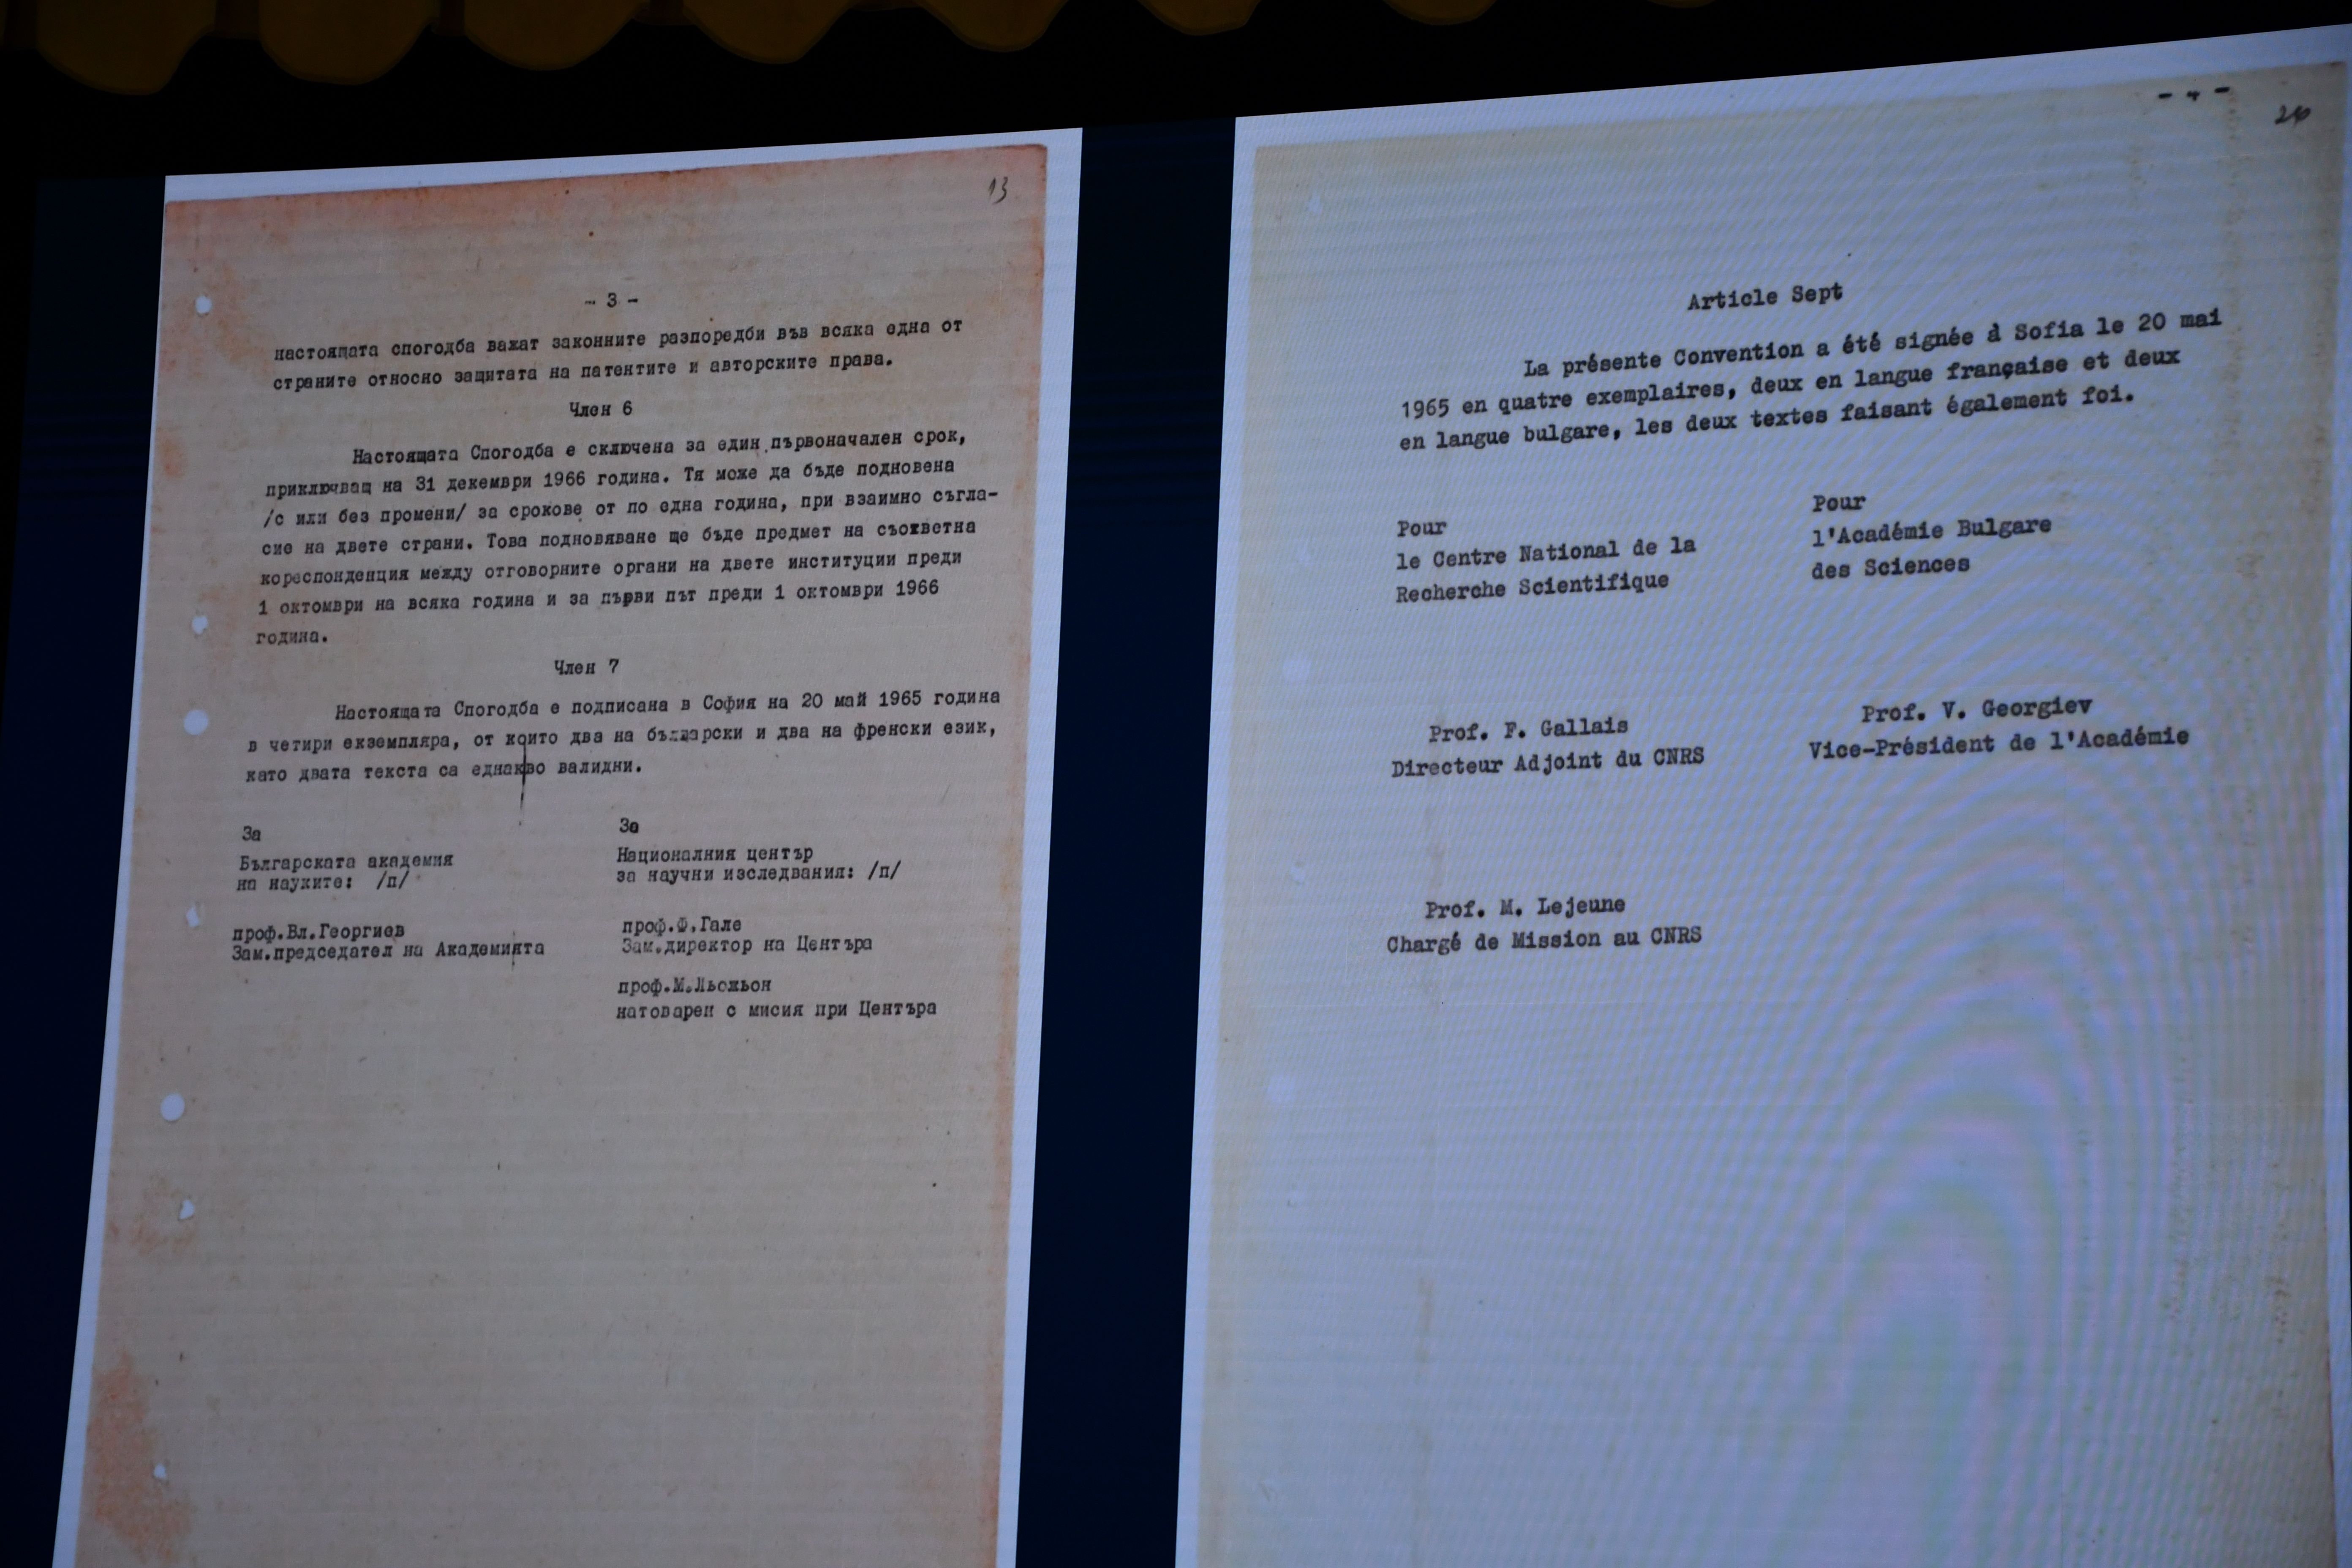 13
- 3 -
настоящата спогодба важат законните разпоредби във всяка една от
страните относно защитата на патентите и авторските права.
Член 6
Настоящата Спогодба е сключена за един първоначален срок,
приключващ на 31 декември 1966 година. Тя може да бъде подновена
/с или без промени/ за срокове от по една година, при взаимно съгла-
сие на двете страни. Това подновяване ще бъде предмет на съответна
кореспонденция между отговорните органи на двете институции преди
1 октомври на всяка година и за първи път преди 1 октомври 1966
година.
Член 7
Настоящата Спогодба е подписана в София на 20 май 1965 година
в четири екземпляра, от които два на български и два на френски език,
като двата текста са еднакво валидни.
За
Българската академия
на науките: /п/
проф.Вл.Георгиев
Зам.председател на Академията
За
Националния център
за научни изследвания: /п/
проф.Ф.Гале
Зам.директор на Центъра
проф.М.Льожьон
натоварен с мисия при Центъра
- 4 -
Article Sept
La présente Convention a été signée à Sofia le 20 mai
1965 en quatre exemplaires, deux en langue française et deux
en langue bulgare, les deux textes faisant également foi.
Pour
le Centre National de la
Recherche Scientifique
Pour
l'Académie Bulgare
des Sciences
Prof. F. Gallais
Directeur Adjoint du CNRS
Prof. V. Georgiev
Vice-Président de l'Académie
Prof. M. Lejeune
Chargé de Mission au CNRS